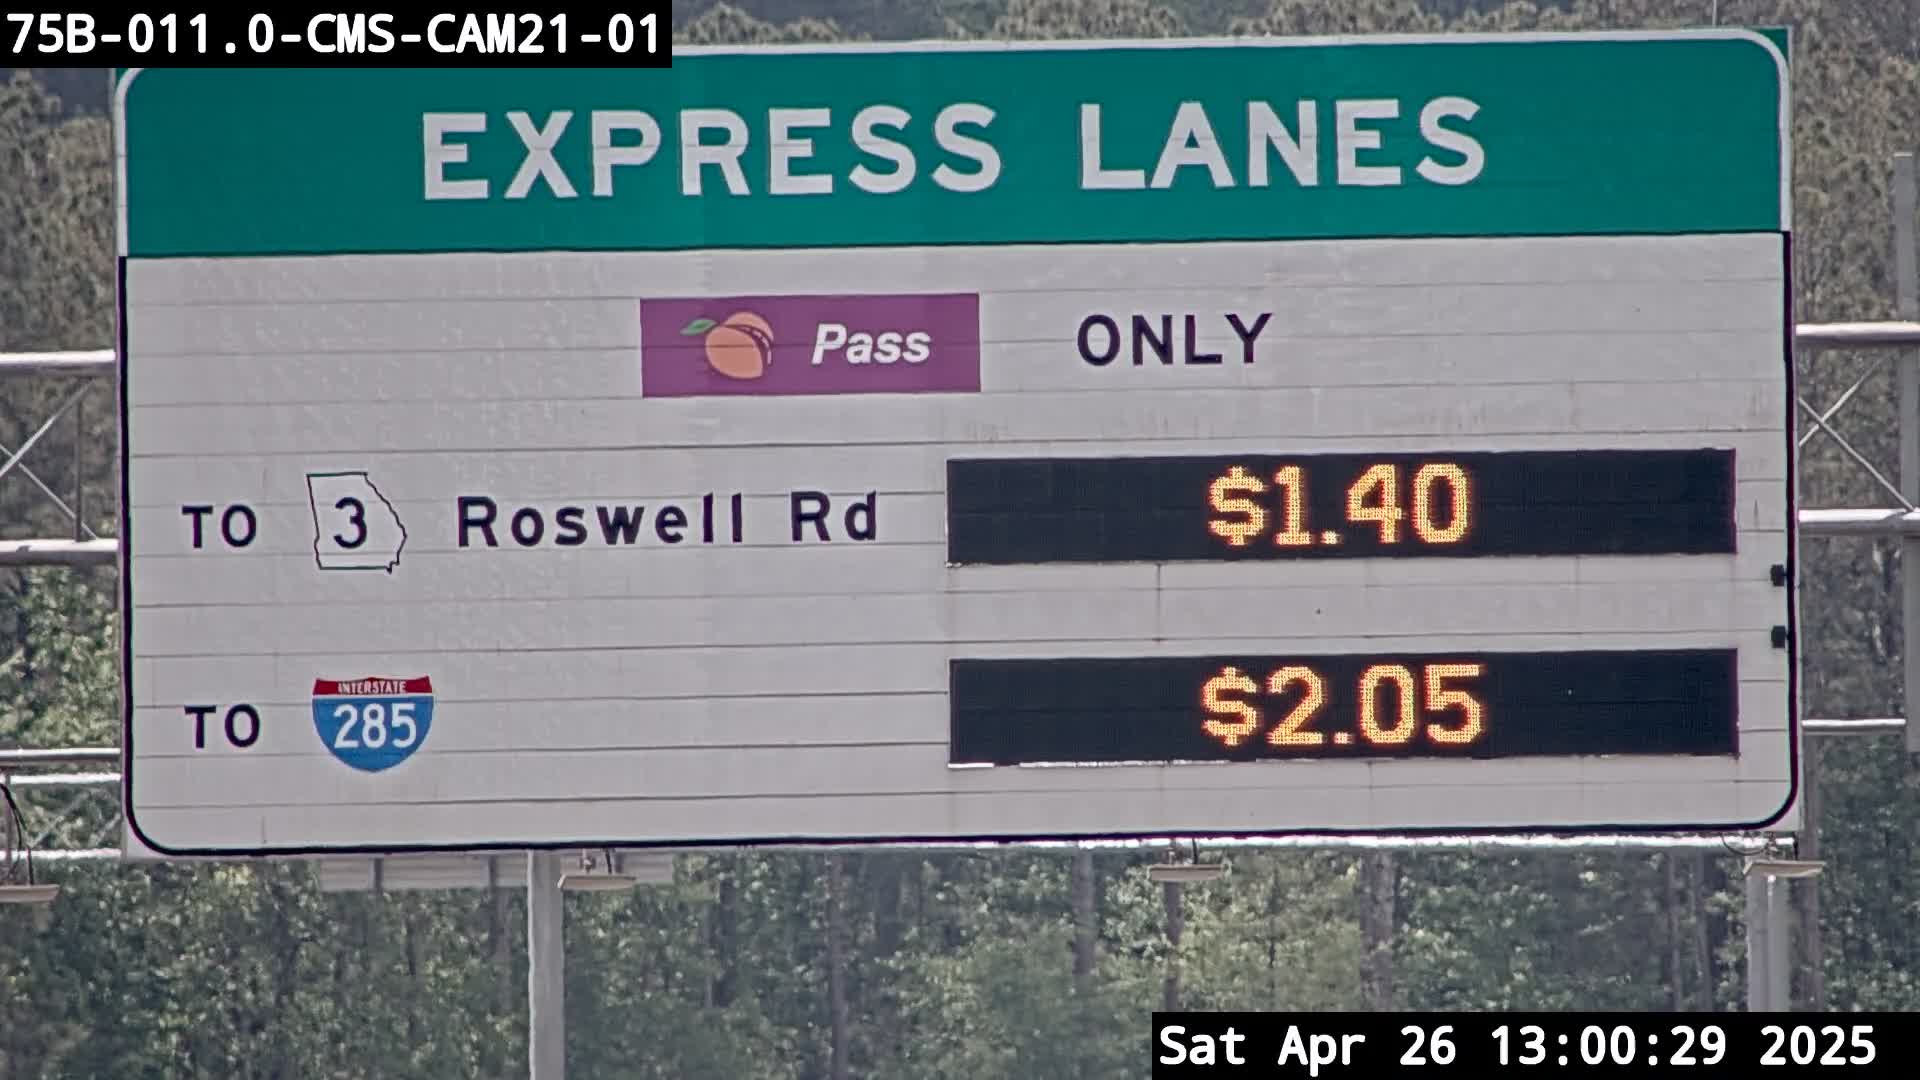 75B-011.0-CMS-CAM21-01
EXPRESS LANES
Pass ONLY
TO 3 Roswell Rd $1.40
TO INTERSTATE 285 $2.05
Sat Apr 26 13:00:29 2025